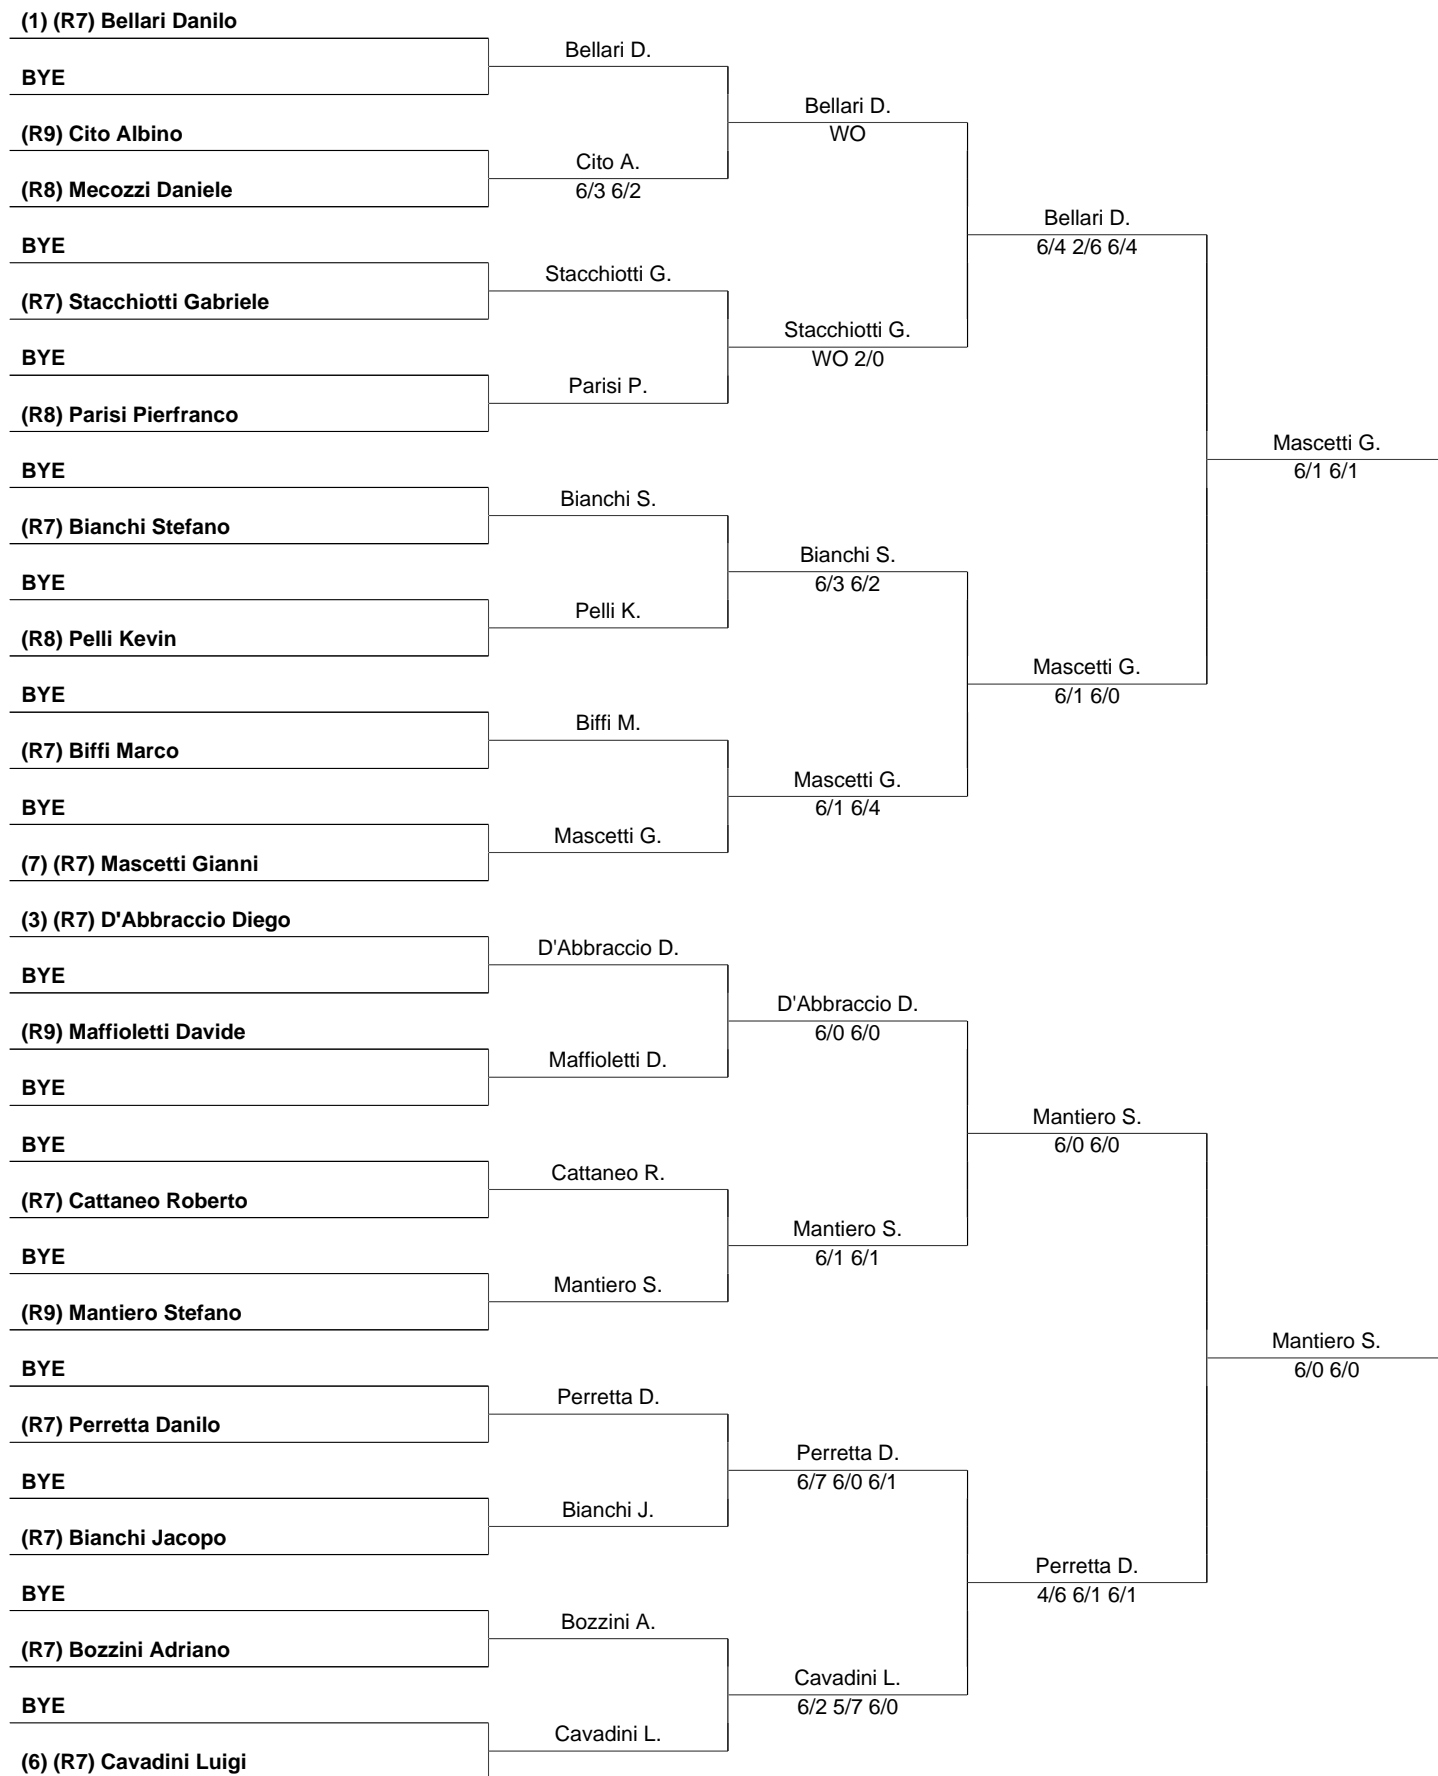 (1) (R7) Bellari Danilo
Bellari D.
BYE
Bellari D.
WO
(R9) Cito Albino
Cito A.
6/3 6/2
(R8) Mecozzi Daniele
Bellari D.
6/4 2/6 6/4
BYE
Stacchiotti G.
(R7) Stacchiotti Gabriele
Stacchiotti G.
WO 2/0
BYE
Parisi P.
(R8) Parisi Pierfranco
Mascetti G.
6/1 6/1
BYE
Bianchi S.
(R7) Bianchi Stefano
Bianchi S.
6/3 6/2
BYE
Pelli K.
(R8) Pelli Kevin
Mascetti G.
6/1 6/0
BYE
Biffi M.
(R7) Biffi Marco
Mascetti G.
6/1 6/4
BYE
Mascetti G.
(7) (R7) Mascetti Gianni
(3) (R7) D'Abbraccio Diego
D'Abbraccio D.
BYE
D'Abbraccio D.
6/0 6/0
(R9) Maffioletti Davide
Maffioletti D.
BYE
Mantiero S.
6/0 6/0
BYE
Cattaneo R.
(R7) Cattaneo Roberto
Mantiero S.
6/1 6/1
BYE
Mantiero S.
(R9) Mantiero Stefano
Mantiero S.
6/0 6/0
BYE
Perretta D.
(R7) Perretta Danilo
Perretta D.
6/7 6/0 6/1
BYE
Bianchi J.
(R7) Bianchi Jacopo
Perretta D.
4/6 6/1 6/1
BYE
Bozzini A.
(R7) Bozzini Adriano
Cavadini L.
6/2 5/7 6/0
BYE
Cavadini L.
(6) (R7) Cavadini Luigi